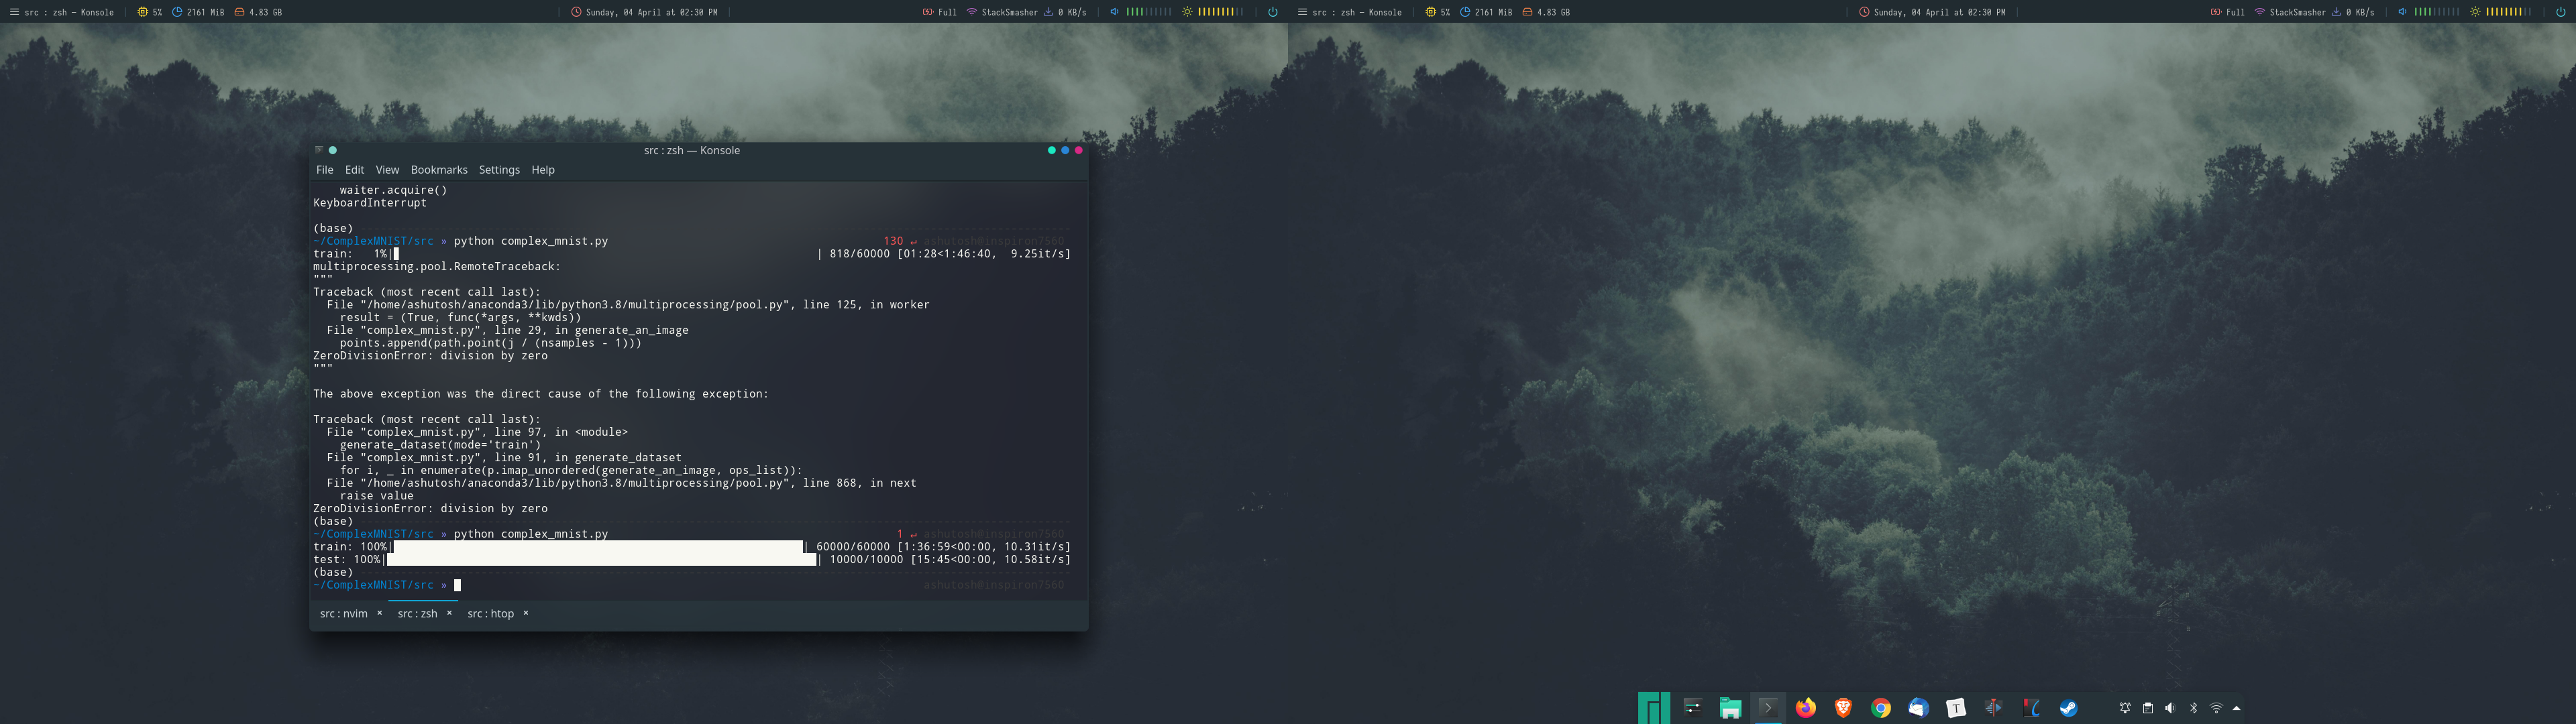 src : zsh — Konsole 5% 2161 MiB 4.83 GB Sunday, 04 April at 02:30 PM Full StackSmasher 0 KB/s
src : zsh — Konsole 5% 2161 MiB 4.83 GB Sunday, 04 April at 02:30 PM Full StackSmasher 0 KB/s
src : zsh — Konsole
File Edit View Bookmarks Settings Help
waiter.acquire()
KeyboardInterrupt
(base)
~/ComplexMNIST/src » python complex_mnist.py 130 ↵ ashutosh@inspiron7560
train: 1%| | 818/60000 [01:28<1:46:40, 9.25it/s]
multiprocessing.pool.RemoteTraceback:
"""
Traceback (most recent call last):
File "/home/ashutosh/anaconda3/lib/python3.8/multiprocessing/pool.py", line 125, in worker
result = (True, func(*args, **kwds))
File "complex_mnist.py", line 29, in generate_an_image
points.append(path.point(j / (nsamples - 1)))
ZeroDivisionError: division by zero
"""
The above exception was the direct cause of the following exception:
Traceback (most recent call last):
File "complex_mnist.py", line 97, in <module>
generate_dataset(mode='train')
File "complex_mnist.py", line 91, in generate_dataset
for i, _ in enumerate(p.imap_unordered(generate_an_image, ops_list)):
File "/home/ashutosh/anaconda3/lib/python3.8/multiprocessing/pool.py", line 868, in next
raise value
ZeroDivisionError: division by zero
(base)
~/ComplexMNIST/src » python complex_mnist.py 1 ↵ ashutosh@inspiron7560
train: 100%| | 60000/60000 [1:36:59<00:00, 10.31it/s]
test: 100%| | 10000/10000 [15:45<00:00, 10.58it/s]
(base)
~/ComplexMNIST/src » ashutosh@inspiron7560
src : nvim × src : zsh × src : htop ×
T